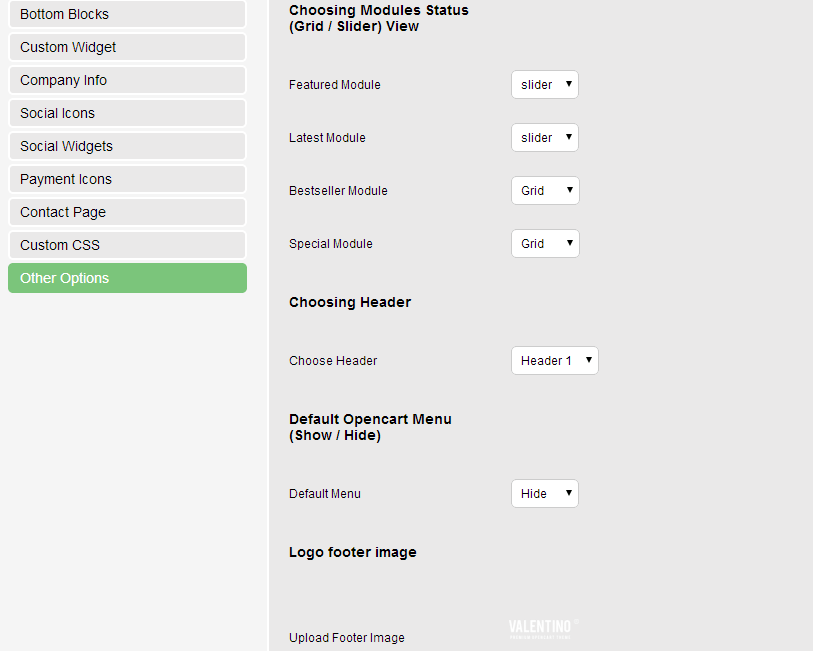 Bottom Blocks
Custom Widget
Company Info
Social Icons
Social Widgets
Payment Icons
Contact Page
Custom CSS
Other Options
Choosing Modules Status
(Grid / Slider) View
Featured Module
slider
Latest Module
slider
Bestseller Module
Grid
Special Module
Grid
Choosing Header
Choose Header
Header 1
Default Opencart Menu
(Show / Hide)
Default Menu
Hide
Logo footer image
Upload Footer Image
VALENTINO